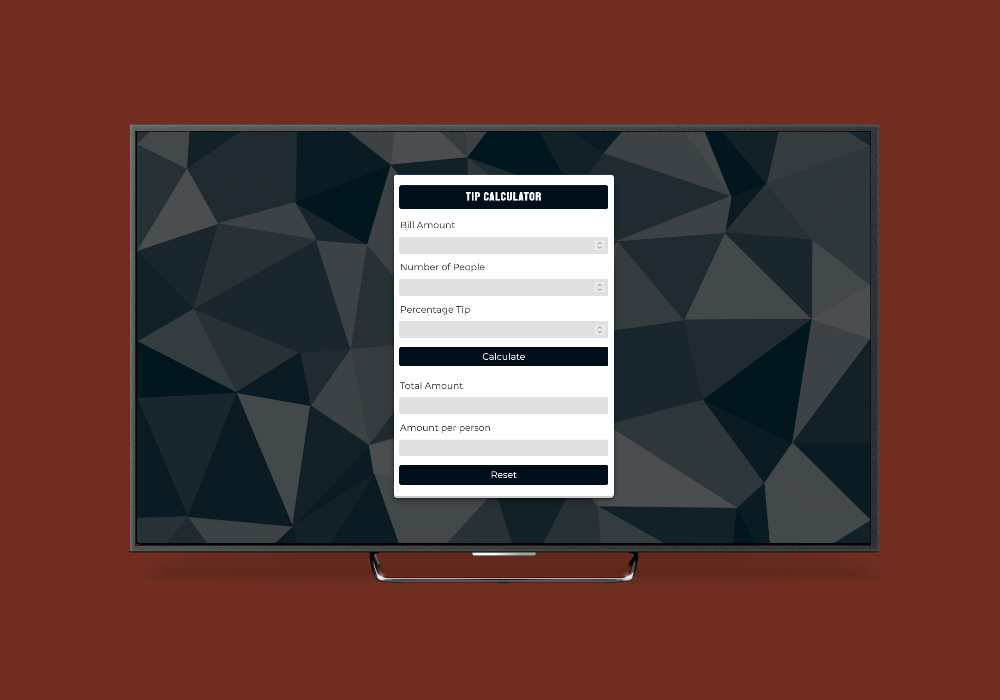 TIP CALCULATOR
Bill Amount
Number of People
Percentage Tip
Calculate
Total Amount
Amount per person
Reset